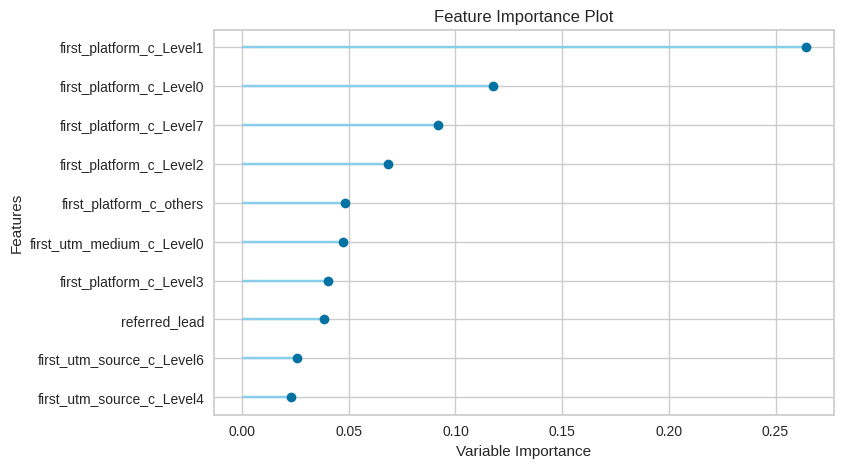 Feature Importance Plot
Features
first_platform_c_Level1
first_platform_c_Level0
first_platform_c_Level7
first_platform_c_Level2
first_platform_c_others
first_utm_medium_c_Level0
first_platform_c_Level3
referred_lead
first_utm_source_c_Level6
first_utm_source_c_Level4
0.00 0.05 0.10 0.15 0.20 0.25
Variable Importance